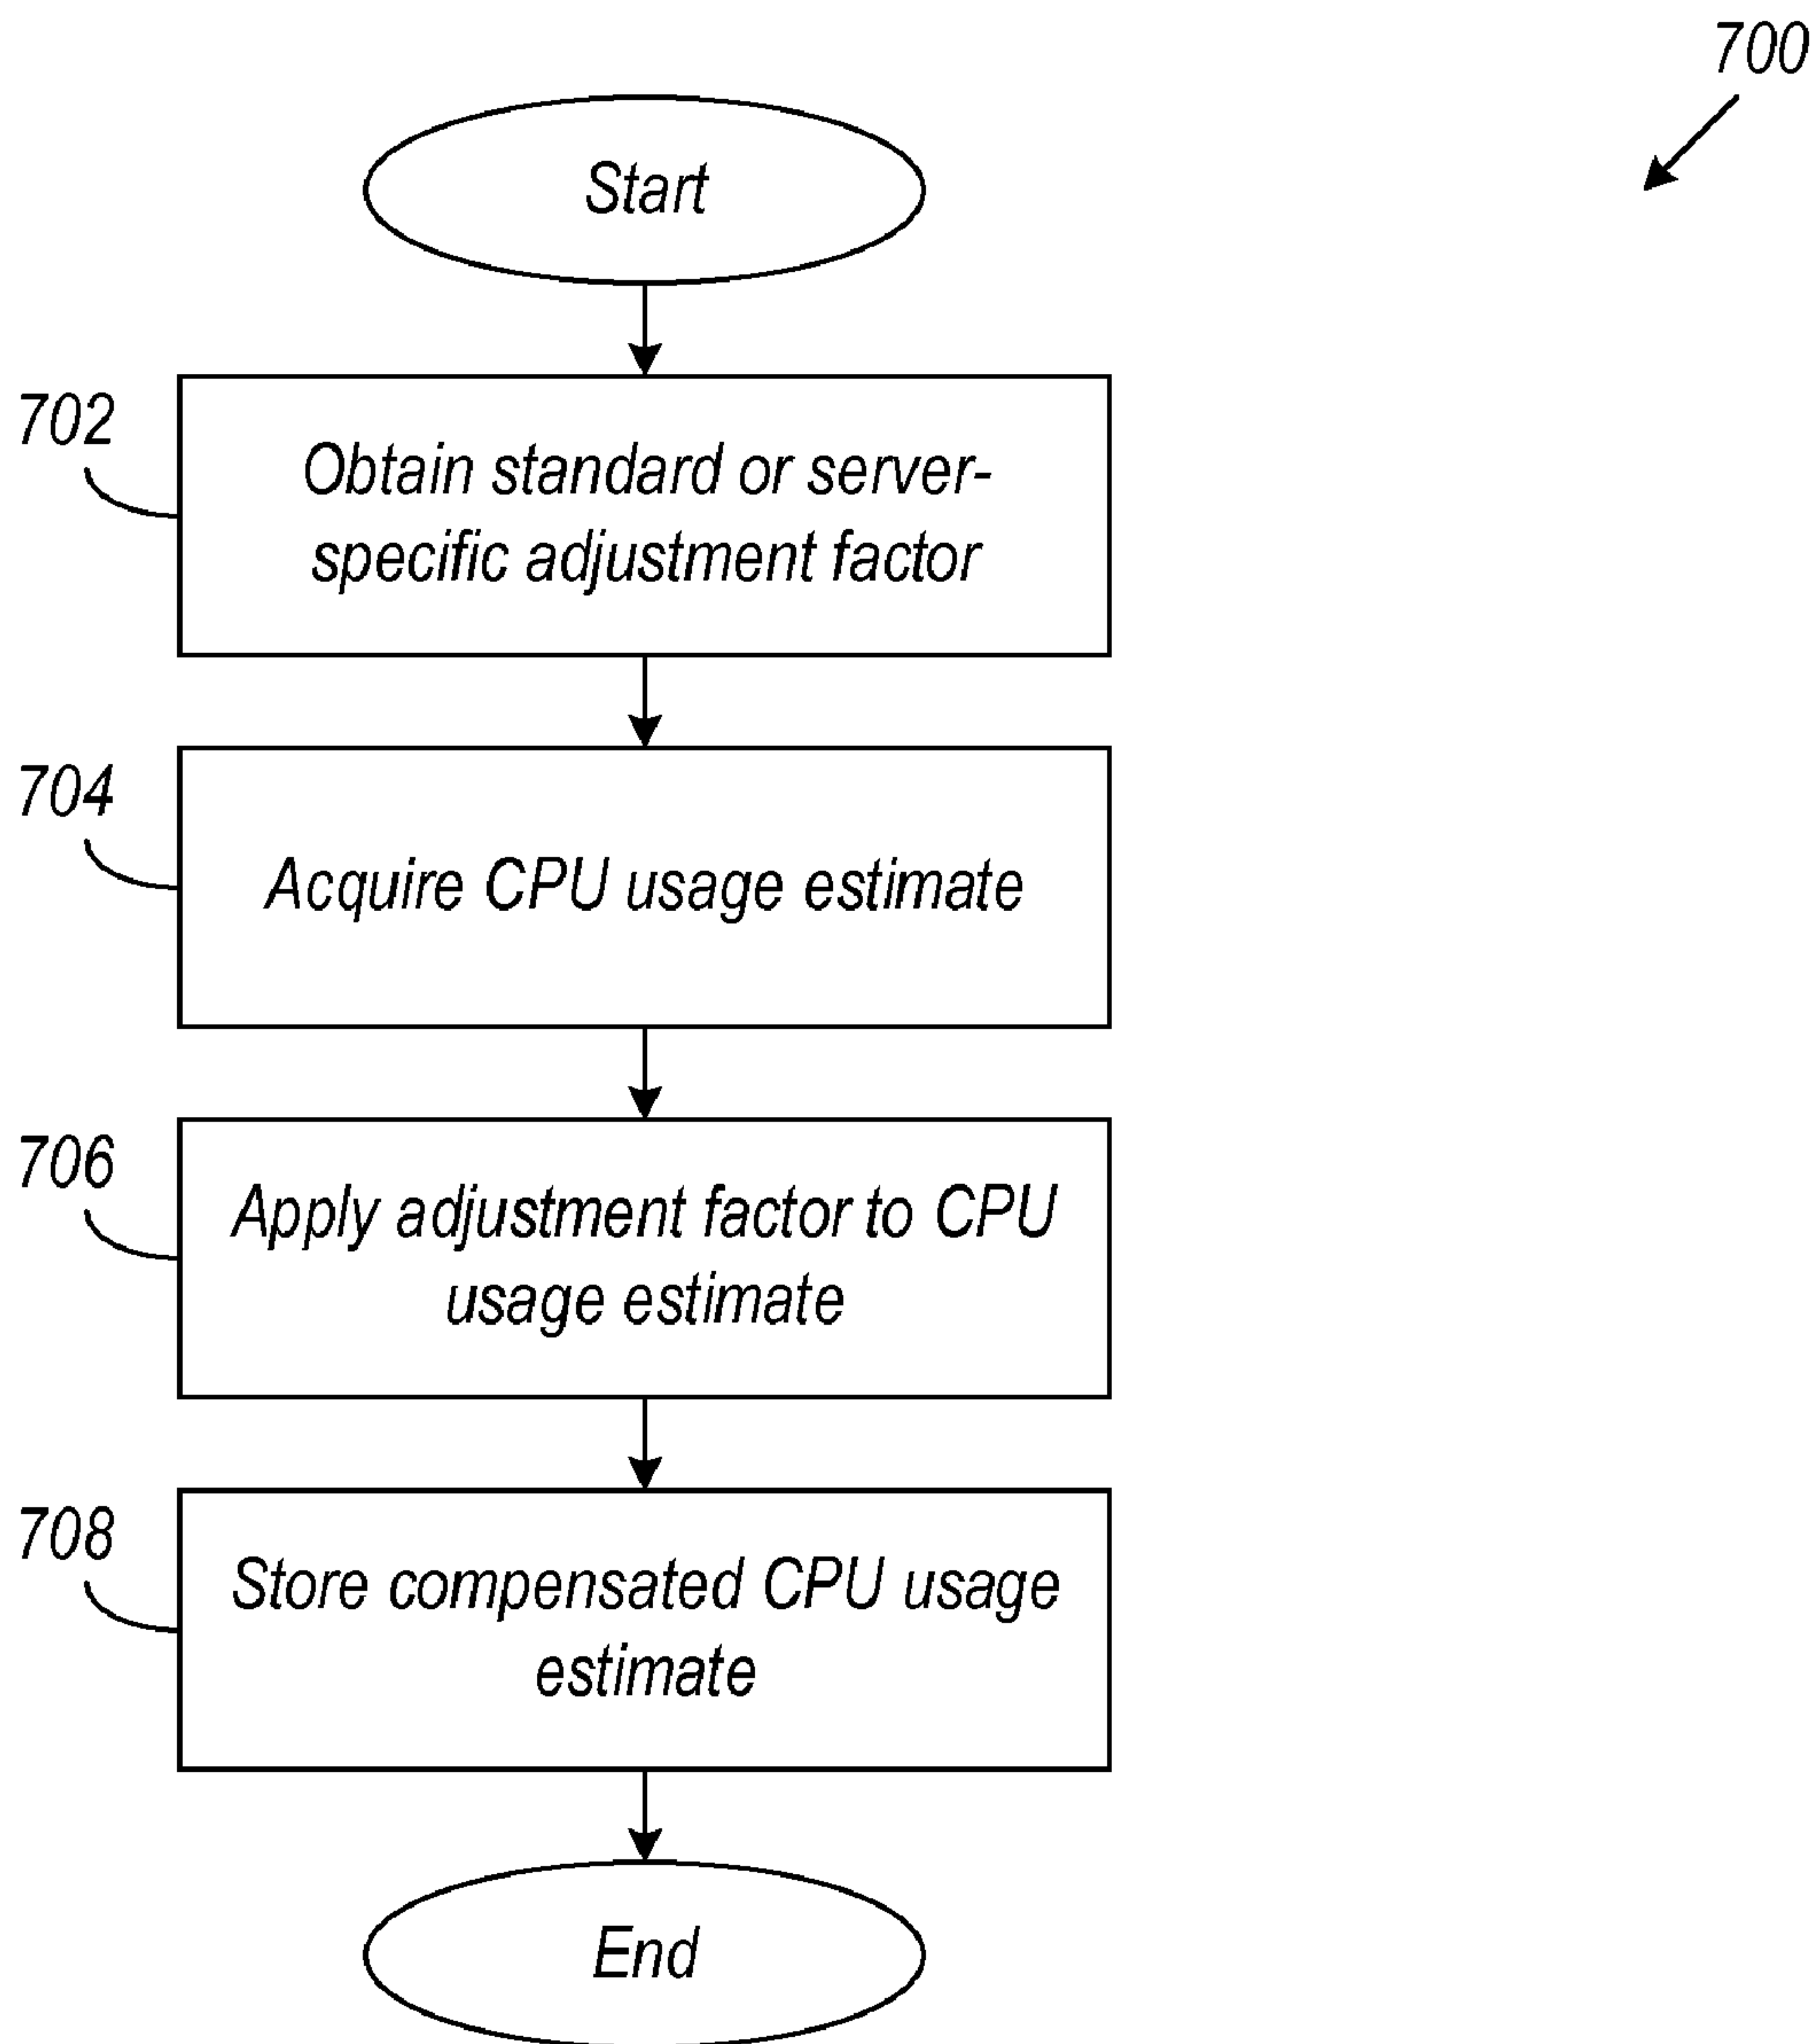 700
Start
702
Obtain standard or server-
specific adjustment factor
704
Acquire CPU usage estimate
706
Apply adjustment factor to CPU
usage estimate
708
Store compensated CPU usage
estimate
End